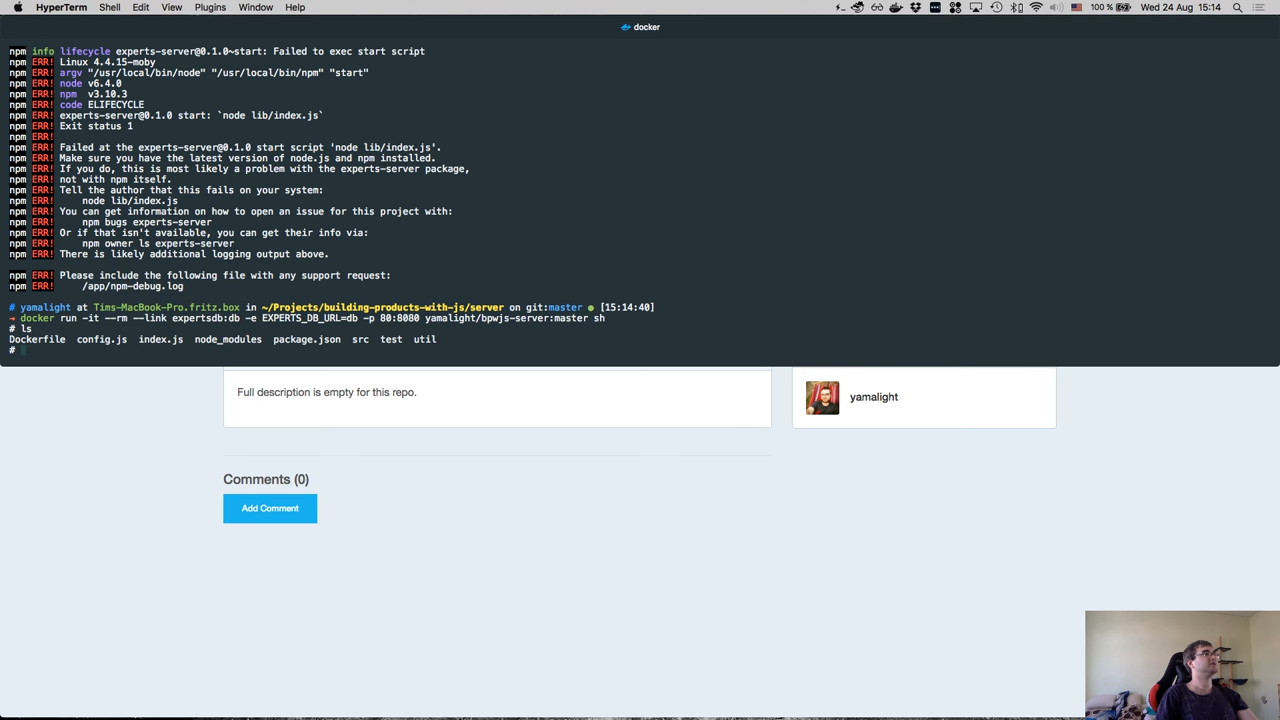 HyperTerm Shell Edit View Plugins Window Help 100 % Wed 24 Aug 15:14
docker
npm info lifecycle experts-server@0.1.0~start: Failed to exec start script
npm ERR! Linux 4.4.15-moby
npm ERR! argv "/usr/local/bin/node" "/usr/local/bin/npm" "start"
npm ERR! node v6.4.0
npm ERR! npm  v3.10.3
npm ERR! code ELIFECYCLE
npm ERR! experts-server@0.1.0 start: `node lib/index.js`
npm ERR! Exit status 1
npm ERR!
npm ERR! Failed at the experts-server@0.1.0 start script 'node lib/index.js'.
npm ERR! Make sure you have the latest version of node.js and npm installed.
npm ERR! If you do, this is most likely a problem with the experts-server package,
npm ERR! not with npm itself.
npm ERR! Tell the author that this fails on your system:
npm ERR!     node lib/index.js
npm ERR! You can get information on how to open an issue for this project with:
npm ERR!     npm bugs experts-server
npm ERR! Or if that isn't available, you can get their info via:
npm ERR!     npm owner ls experts-server
npm ERR! There is likely additional logging output above.
npm ERR! Please include the following file with any support request:
npm ERR!     /app/npm-debug.log
# yamalight at Tims-MacBook-Pro.fritz.box in ~/Projects/building-products-with-js/server on git:master ● [15:14:40]
→ docker run -it --rm --link expertsdb:db -e EXPERTS_DB_URL=db -p 80:8080 yamalight/bpwjs-server:master sh
# ls
Dockerfile  config.js  index.js  node_modules  package.json  src  test  util
#
Full description is empty for this repo.
yamalight
Comments (0)
Add Comment